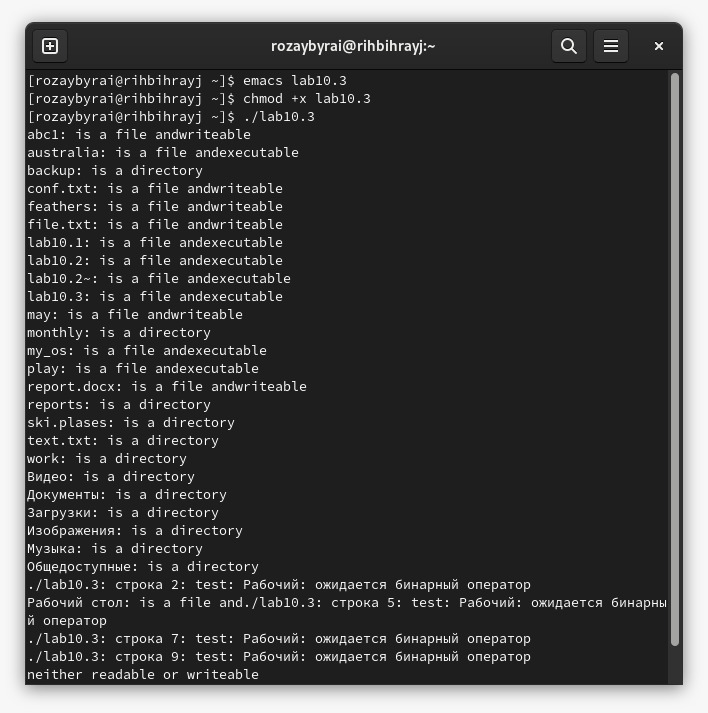 rozaybyrai@rihbihrayj:~
[rozaybyrai@rihbihrayj ~]$ emacs lab10.3
[rozaybyrai@rihbihrayj ~]$ chmod +x lab10.3
[rozaybyrai@rihbihrayj ~]$ ./lab10.3
abc1: is a file andwriteable
australia: is a file andexecutable
backup: is a directory
conf.txt: is a file andwriteable
feathers: is a file andwriteable
file.txt: is a file andwriteable
lab10.1: is a file andexecutable
lab10.2: is a file andexecutable
lab10.2~: is a file andexecutable
lab10.3: is a file andexecutable
may: is a file andwriteable
monthly: is a directory
my_os: is a file andexecutable
play: is a file andexecutable
report.docx: is a file andwriteable
reports: is a directory
ski.plases: is a directory
text.txt: is a directory
work: is a directory
Видео: is a directory
Документы: is a directory
Загрузки: is a directory
Изображения: is a directory
Музыка: is a directory
Общедоступные: is a directory
./lab10.3: строка 2: test: Рабочий: ожидается бинарный оператор
Рабочий стол: is a file and./lab10.3: строка 5: test: Рабочий: ожидается бинарны
й оператор
./lab10.3: строка 7: test: Рабочий: ожидается бинарный оператор
./lab10.3: строка 9: test: Рабочий: ожидается бинарный оператор
neither readable or writeable